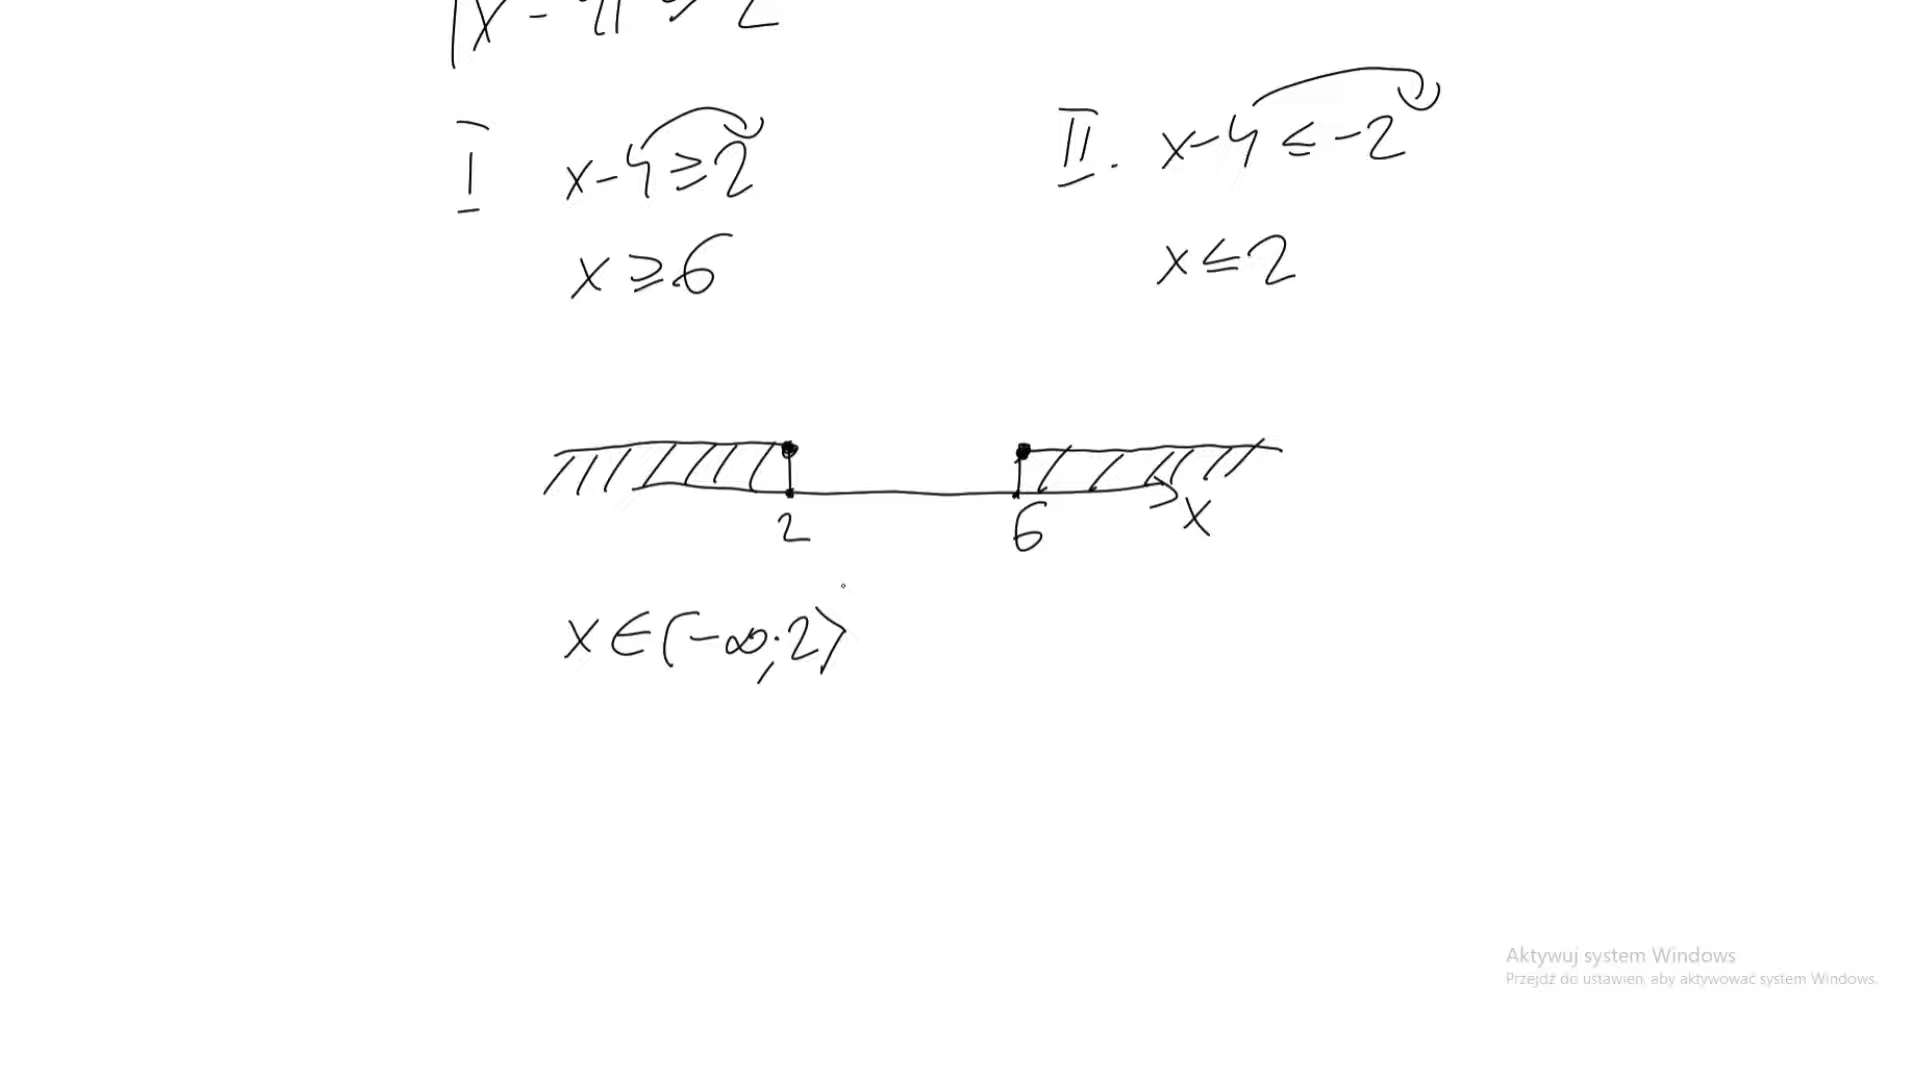 |x-4| ≥ 2
I x-4≥2
II. x-4≤-2
x≥6
x≤2
2 6 x
x∈(-∞;2⟩
Aktywuj system Windows
Przejdź do ustawień, aby aktywować system Windows.